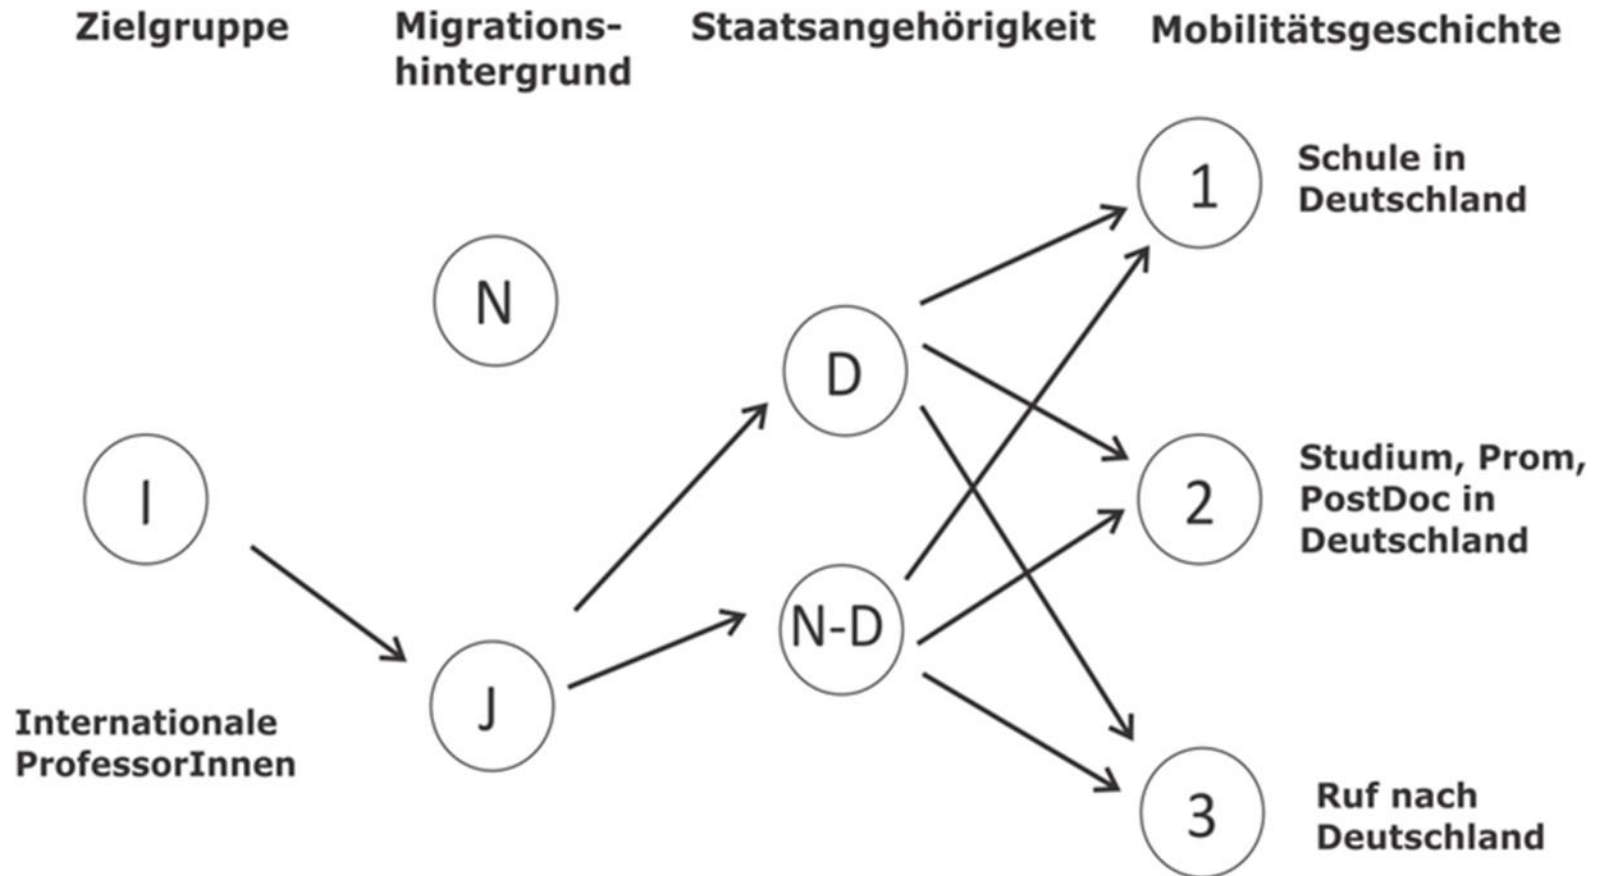 Zielgruppe
Migrations-
hintergrund
Staatsangehörigkeit
Mobilitätsgeschichte
1
Schule in
Deutschland
N
D
I
2
Studium, Prom,
PostDoc in
Deutschland
N-D
J
Internationale
ProfessorInnen
3
Ruf nach
Deutschland